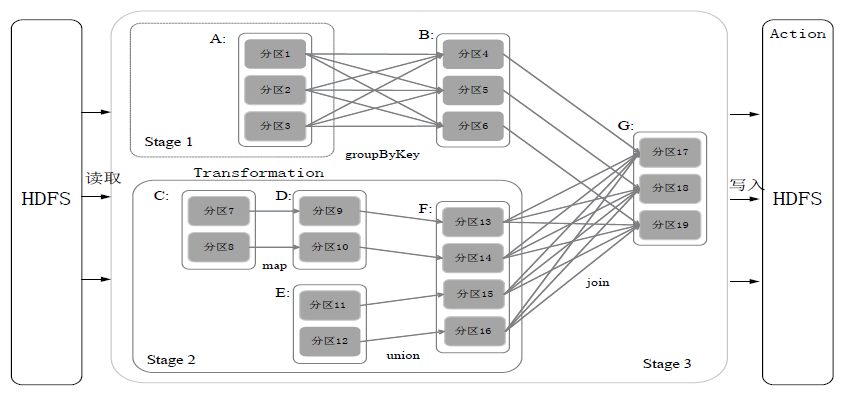 HDFS
读取
A:
分区1
分区2
分区3
Stage 1
groupByKey
B:
分区4
分区5
分区6
Transformation
C:
分区7
分区8
map
D:
分区9
分区10
E:
分区11
分区12
union
F:
分区13
分区14
分区15
分区16
Stage 2
join
G:
分区17
分区18
分区19
Stage 3
写入
Action
HDFS